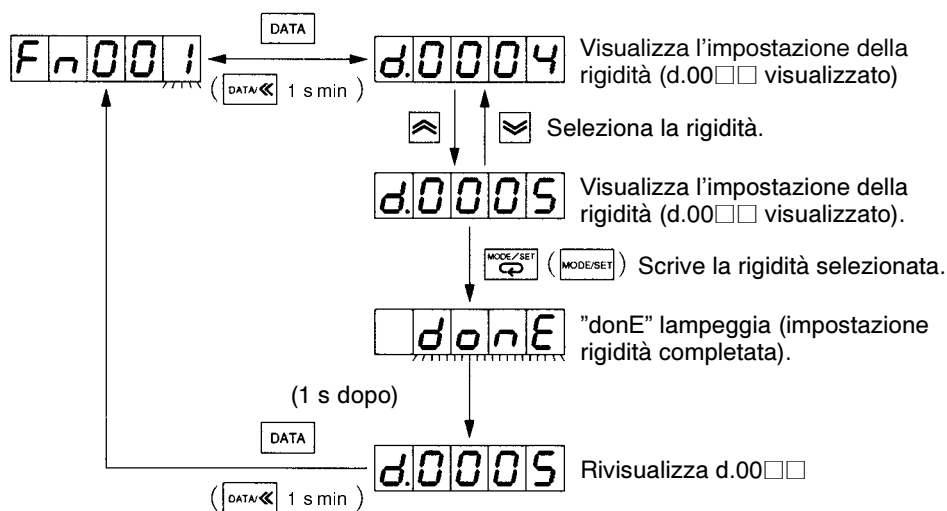 DATA
Fn001
d.0004
Visualizza l'impostazione della
rigidità (d.00□□ visualizzato)
( DATA/≪ 1 s min )
Seleziona la rigidità.
d.0005
Visualizza l'impostazione della
rigidità (d.00□□ visualizzato).
MODE/SET ( MODE/SET ) Scrive la rigidità selezionata.
donE
"donE" lampeggia (impostazione
rigidità completata).
(1 s dopo)
DATA
d.0005
Rivisualizza d.00□□
( DATA/≪ 1 s min )